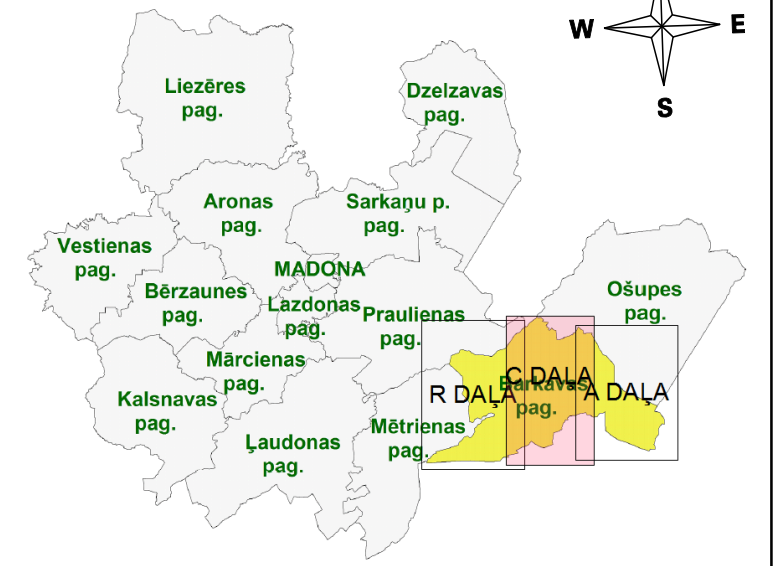 W
E
S
Liezēres
pag.
Dzelzavas
pag.
Aronas
pag.
Sarkaņu p.
pag.
Vestienas
pag.
MADONA
Bērzaunes
pag.
Lazdonas
pag.
Praulienas
pag.
Ošupes
pag.
Mārcienas
pag.
Kalsnavas
pag.
R DAĻA
C DAĻA
A DAĻA
Barkavas
pag.
Mētrienas
pag.
Ļaudonas
pag.